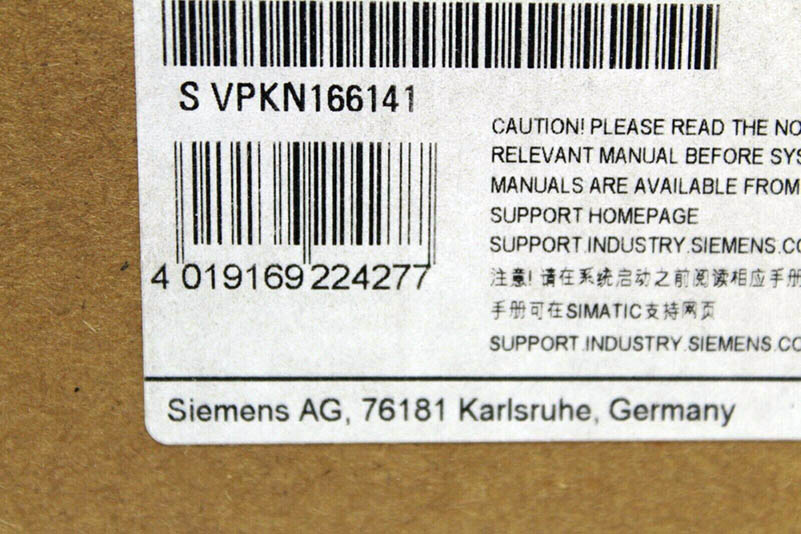 S VPKN166141
4 019169 224277
CAUTION! PLEASE READ THE NO
RELEVANT MANUAL BEFORE SYS
MANUALS ARE AVAILABLE FROM
SUPPORT HOMEPAGE
SUPPORT.INDUSTRY.SIEMENS.CO
注意! 请在系统启动之前阅读相应手册
手册可在SIMATIC支持网页
SUPPORT.INDUSTRY.SIEMENS.CO
Siemens AG, 76181 Karlsruhe, Germany